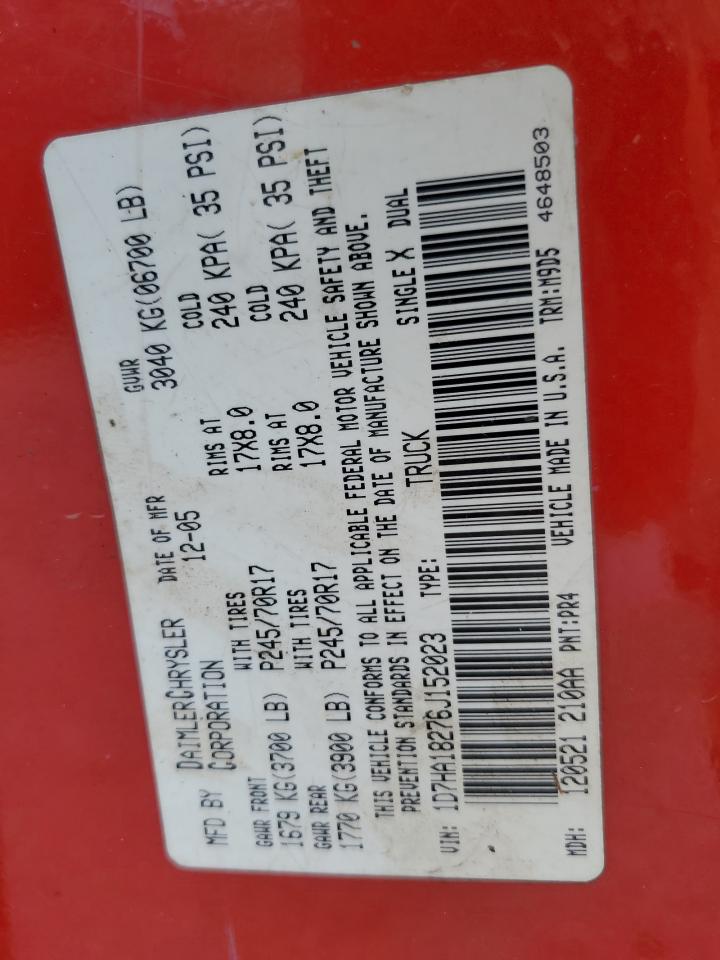 MFD BY DAIMLERCHRYSLER CORPORATION DATE OF MFR 12-05 GVWR 3040 KG(06700 LB)
GAWR FRONT WITH TIRES RIMS AT COLD
1679 KG(3700 LB) P245/70R17 17X8.0 240 KPA( 35 PSI)
GAWR REAR WITH TIRES RIMS AT COLD
1770 KG(3900 LB) P245/70R17 17X8.0 240 KPA( 35 PSI)
THIS VEHICLE CONFORMS TO ALL APPLICABLE FEDERAL MOTOR VEHICLE SAFETY AND THEFT
PREVENTION STANDARDS IN EFFECT ON THE DATE OF MANUFACTURE SHOWN ABOVE.
VIN: 1D7HA18276J152023 TYPE: TRUCK SINGLE X DUAL
MDH: 120521 210AA PNT:PR4 VEHICLE MADE IN U.S.A. TRM:M9D5 4648503